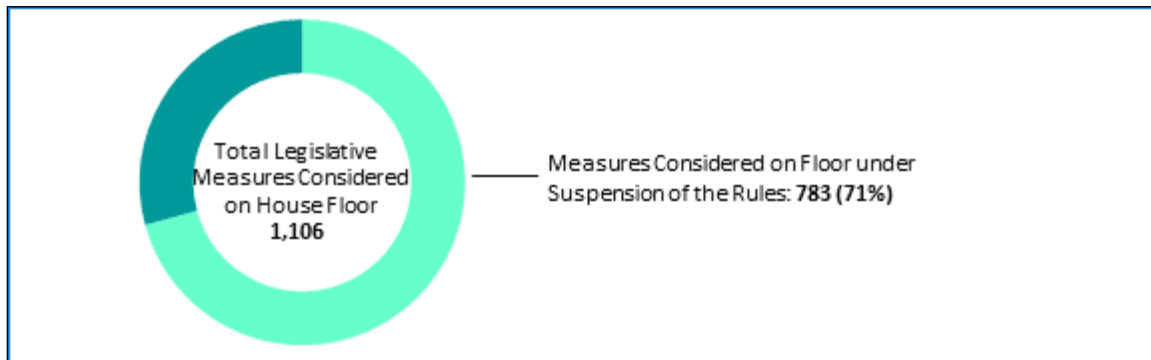 Total Legislative
Measures Considered
on House Floor
1,106
Measures Considered on Floor under
Suspension of the Rules: 783 (71%)